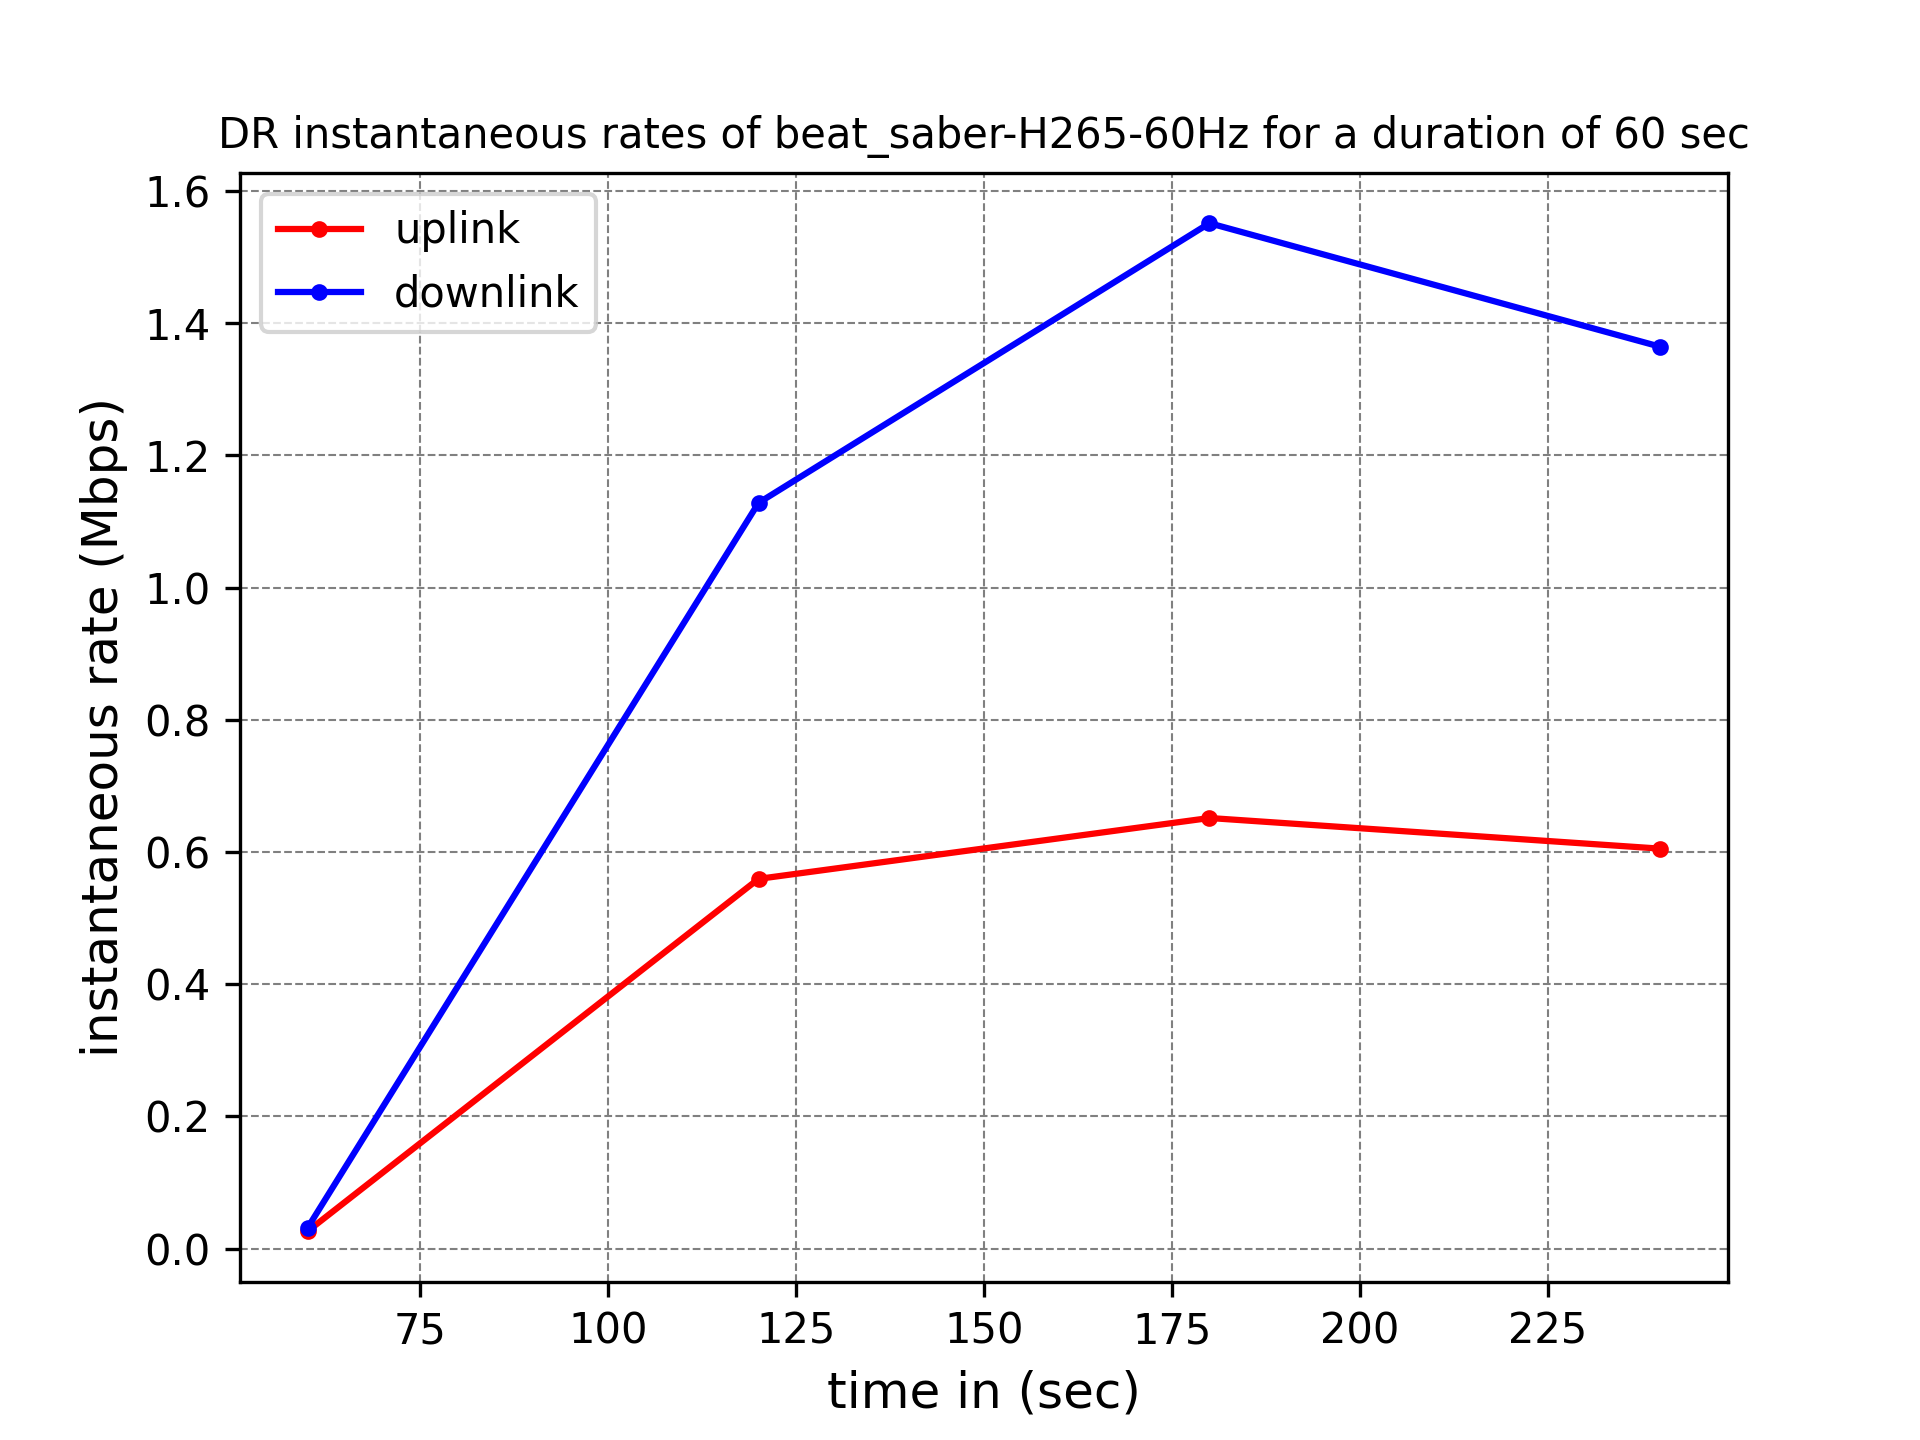 DR instantaneous rates of beat_saber-H265-60Hz for a duration of 60 sec
uplink
downlink
instantaneous rate (Mbps)
1.6
1.4
1.2
1.0
0.8
0.6
0.4
0.2
0.0
75 100 125 150 175 200 225
time in (sec)